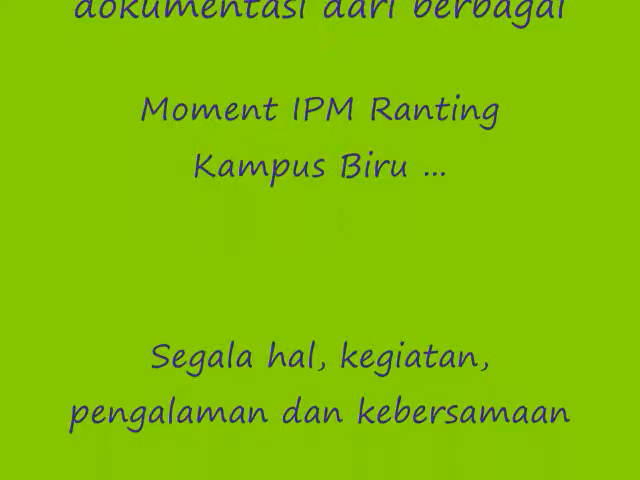 dokumentasi dari berbagai
Moment IPM Ranting
Kampus Biru ...
Segala hal, kegiatan,
pengalaman dan kebersamaan